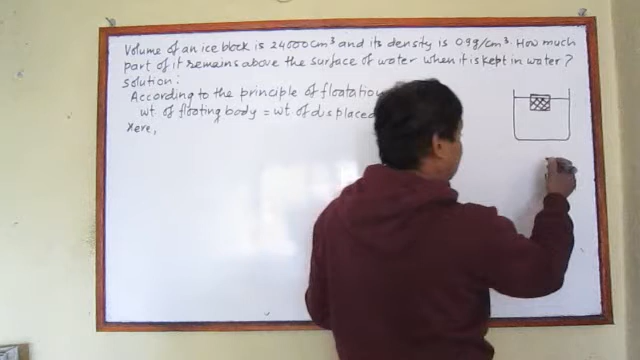 Volume of an ice block is 24000 cm³ and its density is 0.9g/cm³. How much
part of it remains above the surface of water when it is kept in water?
Solution:
According to the principle of floatation
wt of floating body = wt of displaced
Here,